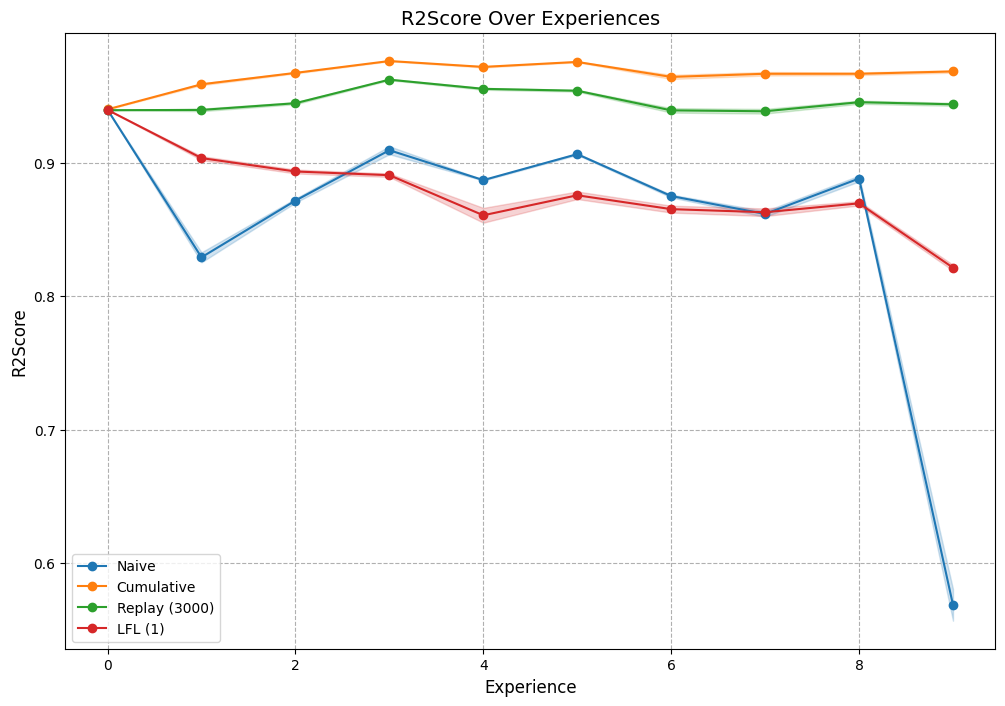 R2Score Over Experiences
R2Score
0.9
0.8
0.7
0.6
Naive
Cumulative
Replay (3000)
LFL (1)
0 2 4 6 8
Experience